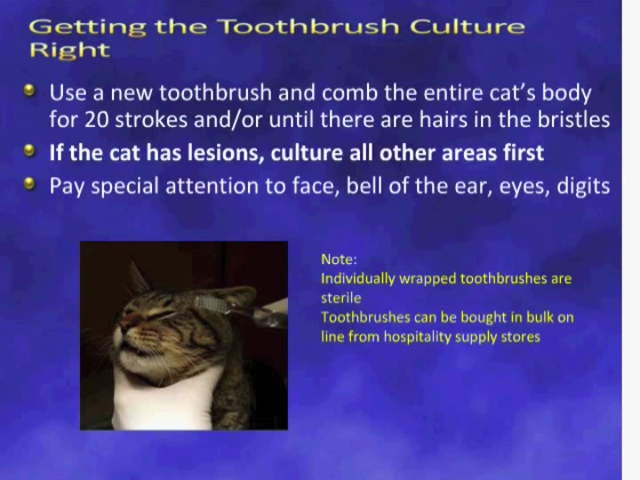 Getting the Toothbrush Culture
Right
Use a new toothbrush and comb the entire cat's body
for 20 strokes and/or until there are hairs in the bristles
If the cat has lesions, culture all other areas first
Pay special attention to face, bell of the ear, eyes, digits
Note:
Individually wrapped toothbrushes are
sterile
Toothbrushes can be bought in bulk on
line from hospitality supply stores